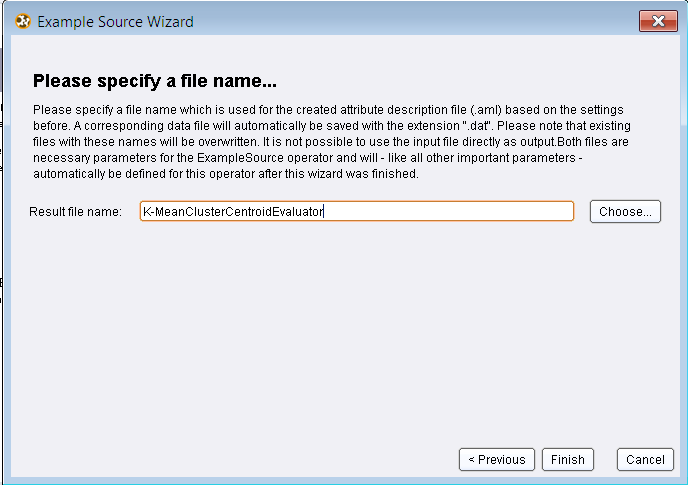 Example Source Wizard
Please specify a file name...
Please specify a file name which is used for the created attribute description file (.aml) based on the settings
before. A corresponding data file will automatically be saved with the extension ".dat". Please note that existing
files with these names will be overwritten. It is not possible to use the input file directly as output.Both files are
necessary parameters for the ExampleSource operator and will - like all other important parameters -
automatically be defined for this operator after this wizard was finished.
Result file name: K-MeanClusterCentroidEvaluator Choose...
< Previous Finish Cancel